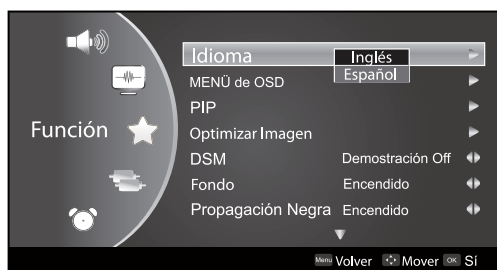 Función
Idioma Inglés
Español
MENÜ de OSD
PIP
Optimizar Imagen
DSM Demostración Off
Fondo Encendido
Propagación Negra Encendido
Menu Volver Mover OK Sí